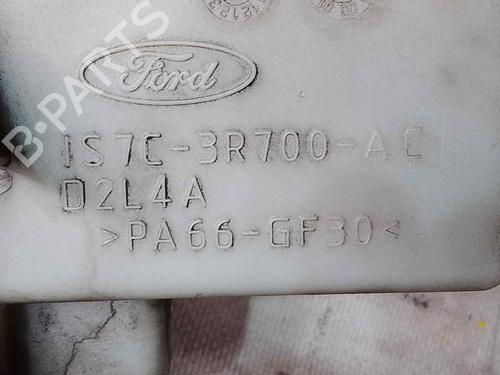 Ford
1S7C-3R700-AC
D2L4A
>PA66-GF30<
B-PARTS